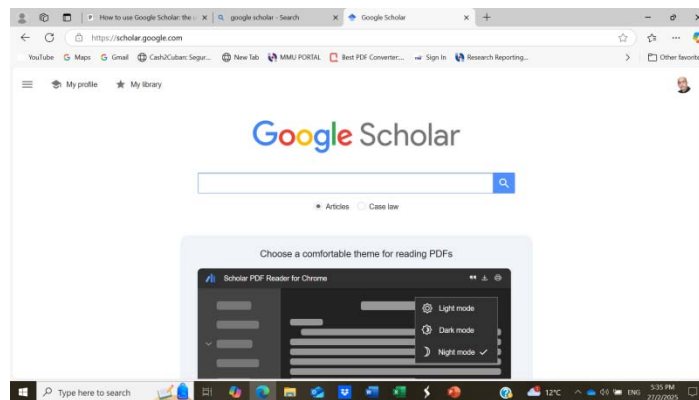 How to use Google Scholar: the u
google scholar - Search
Google Scholar
https://scholar.google.com
YouTube
Maps
Gmail
Cash2Cuban: Segur...
New Tab
MMU PORTAL
Best PDF Converter:...
Sign In
Research Reporting...
Other favorite
My profile
My library
Google Scholar
Articles
Case law
Choose a comfortable theme for reading PDFs
Scholar PDF Reader for Chrome
Light mode
Dark mode
Night mode
Type here to search
12°C
ENG
5:35 PM
27/2/2025